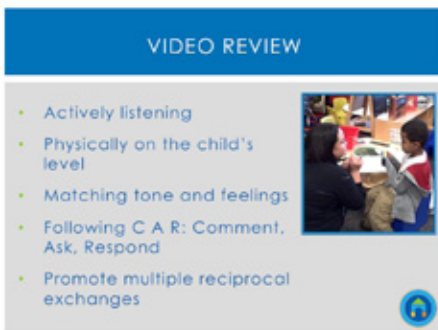 VIDEO REVIEW
• Actively listening
• Physically on the child's
level
• Matching tone and feelings
• Following C A R: Comment,
Ask, Respond
• Promote multiple reciprocal
exchanges